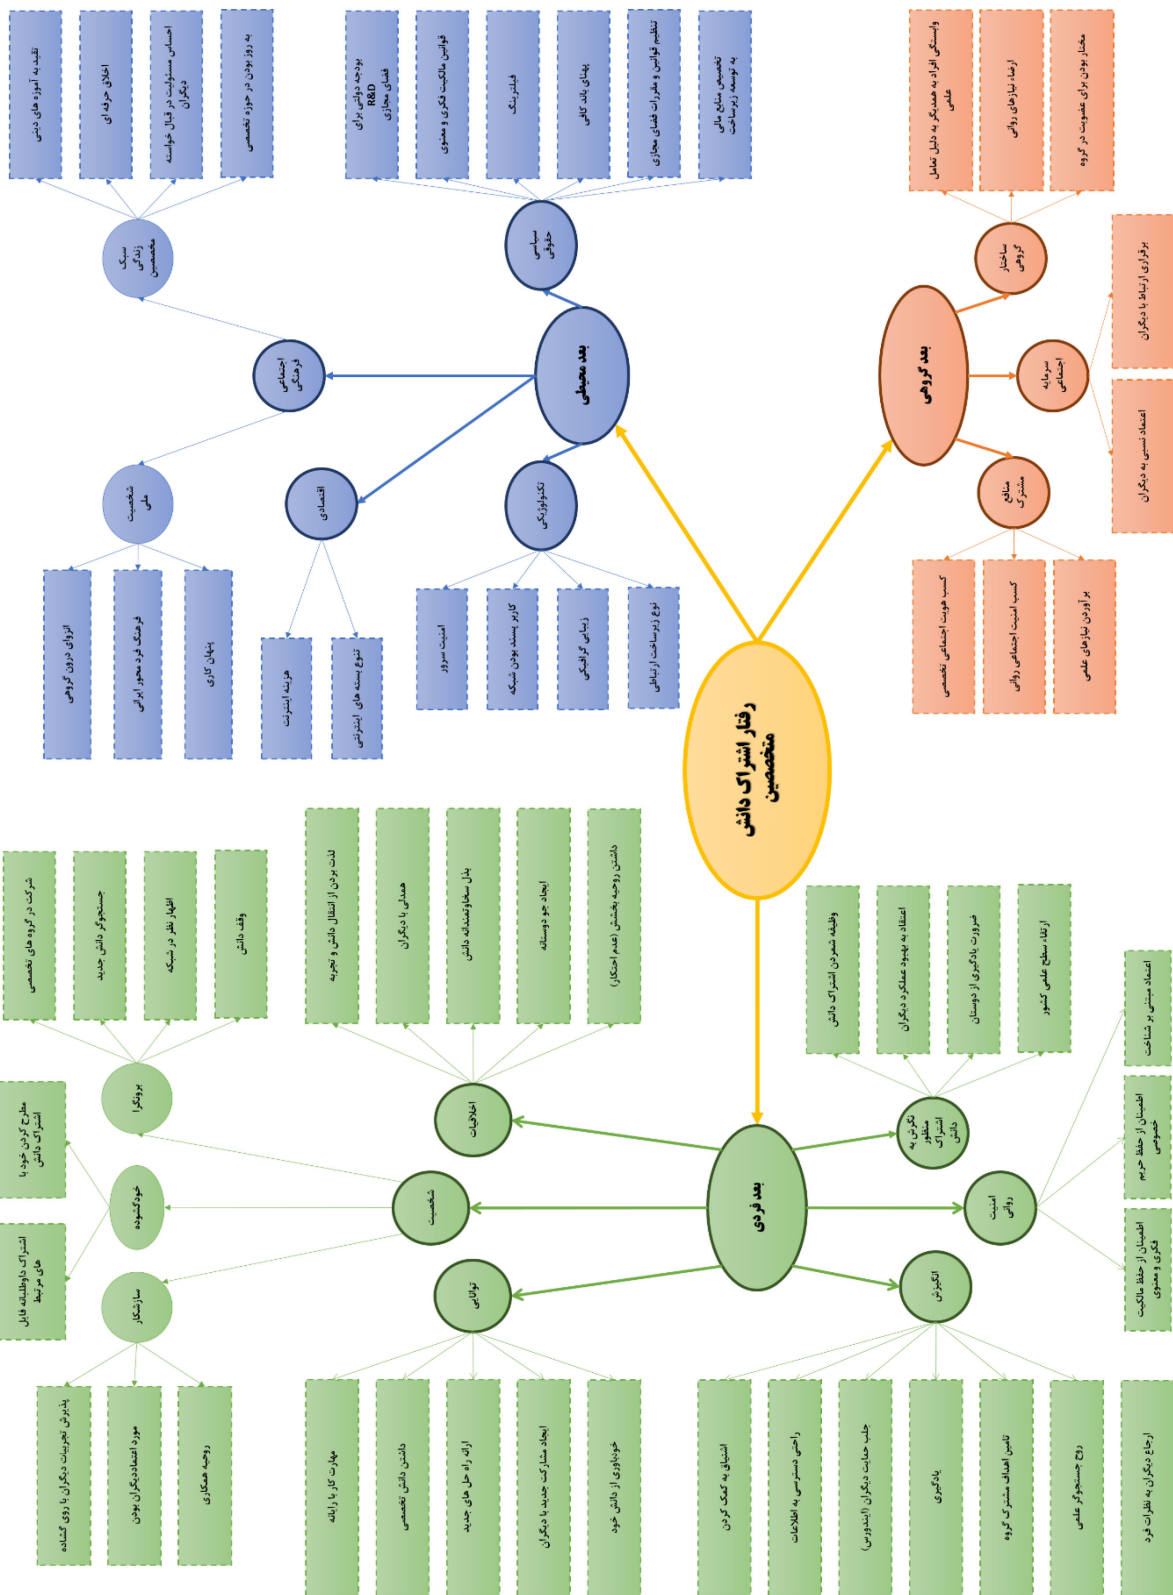 رفتار اشتراک دانش
متخصصین
بعد گروهی
ساختار
گروهی
مختار بودن برای عضویت در گروه
ارضاء نیازهای روانی
وابستگی افراد به همدیگر به دلیل تعامل
علمی
سرمایه
اجتماعی
برقراری ارتباط با دیگران
اعتماد نسبی به دیگران
منافع
مشترک
برآوردن نیازهای علمی
کسب امنیت اجتماعی روانی
کسب هویت اجتماعی تخصصی
بعد محیطی
سیاسی
حقوقی
تخصیص منابع مالی
به توسعه زیرساخت
تنظیم قوانین و مقررات فضای مجازی
پهنای باند کافی
فیلترینگ
قوانین مالکیت فکری و معنوی
فضای مجازی
بودجه دولتی برای
R&D
تکنولوژیکی
نوع زیرساخت ارتباطی
زیبایی گرافیکی
کاربر پسند بودن شبکه
امنیت سرور
اقتصادی
تنوع بسته های اینترنتی
هزینه اینترنت
اجتماعی
فرهنگی
سبک
زندگی
مخصصین
به روز بودن در حوزه تخصصی
احساس مسئولیت در قبال خواسته
دیگران
اخلاق حرفه ای
تقید به آموزه های دینی
شخصیت
ملی
پنهان کاری
فرهنگ فرد محور ایرانی
انزوای درون گروهی
بعد فردی
نگرش به
منظور
اشتراک
دانش
ارتقاء سطح علمی کشور
ضرورت یادگیری از دوستان
اعتقاد به بهبود عملکرد دیگران
وظیفه شمردن اشتراک دانش
امنیت
روانی
اعتماد مبتنی بر شناخت
اطمینان از حفظ حریم
خصوصی
اطمینان از حفظ مالکیت
فکری و معنوی
انگیزش
ارجاع دیگران به نظرات فرد
روح جستجوگر علمی
تامین اهداف مشترک گروه
یادگیری
جلب حمایت دیگران (ایندورس)
راحتی دسترسی به اطلاعات
اشتیاق به کمک کردن
اخلاقیات
داشتن روحیه بخشش (عدم احتکار)
ایجاد جو دوستانه
بذل سخاوتمندانه دانش
همدلی با دیگران
لذت بردن از انتقال دانش و تجربه
توانایی
خودباوری از دانش خود
ایجاد مشارکت جدید با دیگران
ارائه راه حل های جدید
داشتن دانش تخصصی
مهارت کار با رایانه
شخصیت
برونگرا
وقف دانش
اظهار نظر در شبکه
جستجوگر دانش جدید
شرکت در گروه های تخصصی
خودگشوده
مطرح کردن خود با
اشتراک دانش
اشتراک داوطلبانه فایل
های مرتبط
سازشکار
روحیه همکاری
مورد اعتماددیگران بودن
پذیرش تجربیات دیگران با روی گشاده